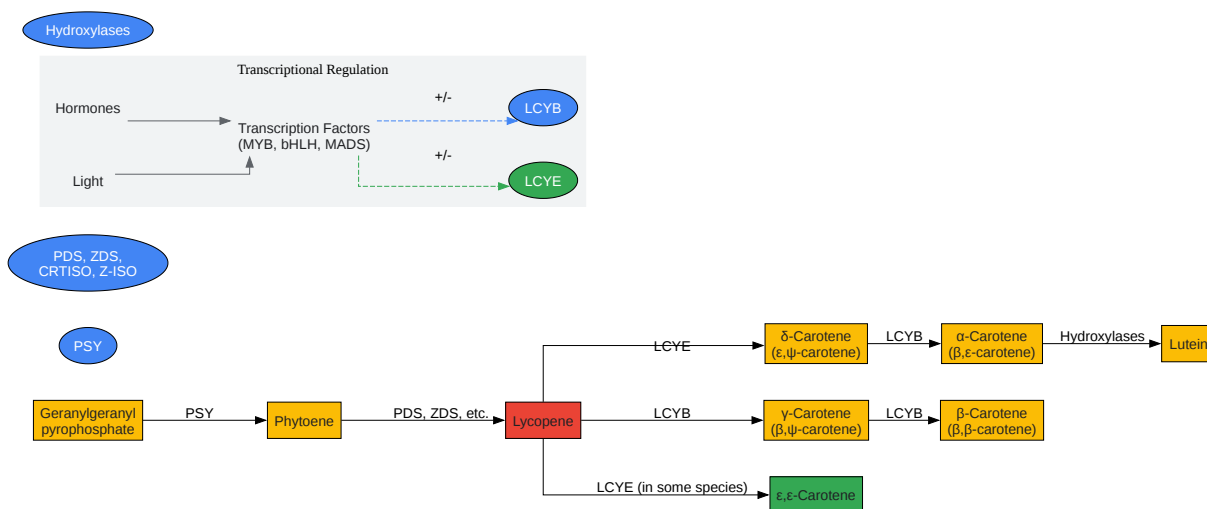 Hydroxylases
Transcriptional Regulation
Hormones
+/-
LCYB
Transcription Factors
(MYB, bHLH, MADS)
+/-
Light
LCYE
PDS, ZDS,
CRTISO, Z-ISO
PSY
LCYE
δ-Carotene
(ε,ψ-carotene)
LCYB
α-Carotene
(β,ε-carotene)
Hydroxylases
Lutein
Geranylgeranyl
pyrophosphate
PSY
Phytoene
PDS, ZDS, etc.
Lycopene
LCYB
γ-Carotene
(β,ψ-carotene)
LCYB
β-Carotene
(β,β-carotene)
LCYE (in some species)
ε,ε-Carotene